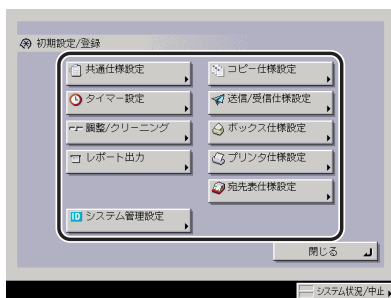 初期設定/登録
共通仕様設定
コピー仕様設定
タイマー設定
送信/受信仕様設定
調整/クリーニング
ボックス仕様設定
レポート出力
プリンタ仕様設定
宛先表仕様設定
ID システム管理設定
閉じる
システム状況/中止